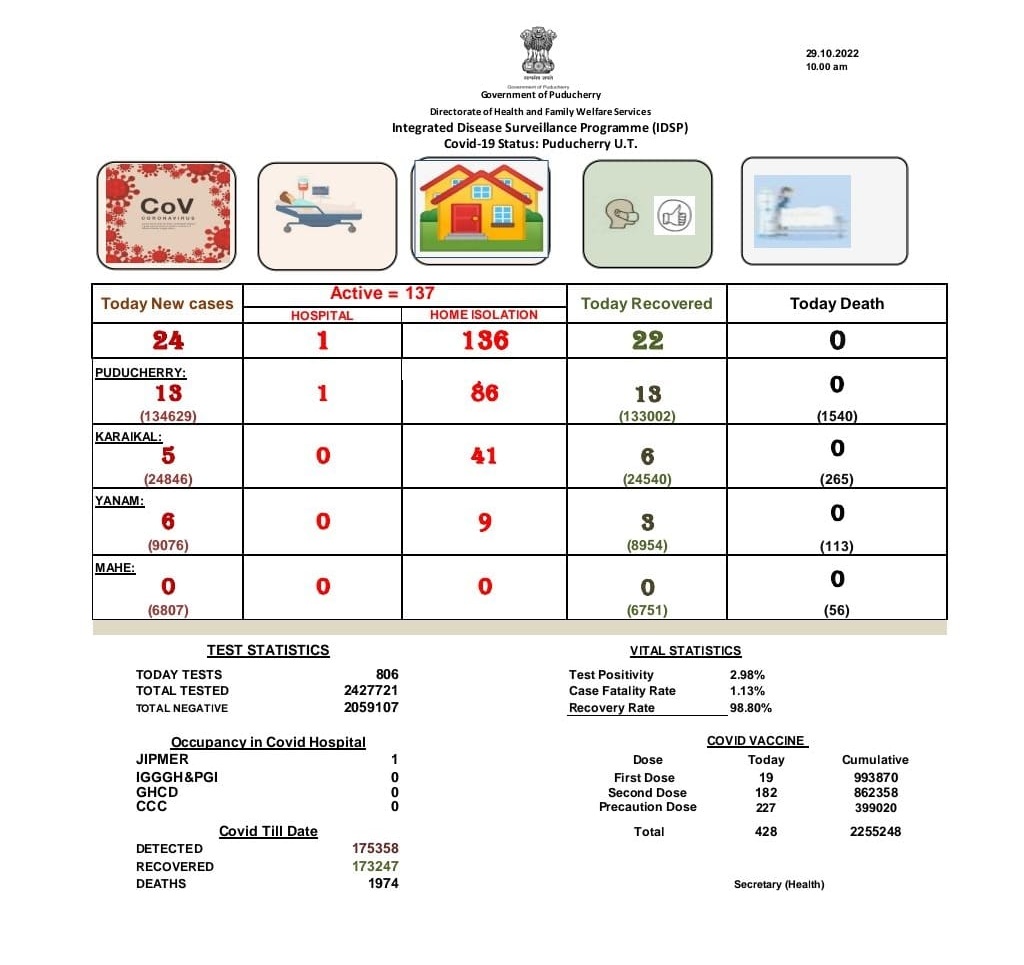 29.10.2022
10.00 am
सत्यमेव जयते
Government of Puducherry
Government of Puducherry
Directorate of Health and Family Welfare Services
Integrated Disease Surveillance Programme (IDSP)
Covid-19 Status: Puducherry U.T.
CoV
CORONAVIRUS
Today New cases
Active = 137
HOSPITAL
HOME ISOLATION
Today Recovered
Today Death
24 1 136 22 0
PUDUCHERRY:
13 1 86 13 0
(134629) (133002) (1540)
KARAIKAL:
5 0 41 6 0
(24846) (24540) (265)
YANAM:
6 0 9 3 0
(9076) (8954) (113)
MAHE:
0 0 0 0 0
(6807) (6751) (56)
TEST STATISTICS
TODAY TESTS 806
TOTAL TESTED 2427721
TOTAL NEGATIVE 2059107
VITAL STATISTICS
Test Positivity 2.98%
Case Fatality Rate 1.13%
Recovery Rate 98.80%
Occupancy in Covid Hospital
JIPMER 1
IGGGH&PGI 0
GHCD 0
CCC 0
COVID VACCINE
Dose Today Cumulative
First Dose 19 993870
Second Dose 182 862358
Precaution Dose 227 399020
Total 428 2255248
Covid Till Date
DETECTED 175358
RECOVERED 173247
DEATHS 1974
Secretary (Health)